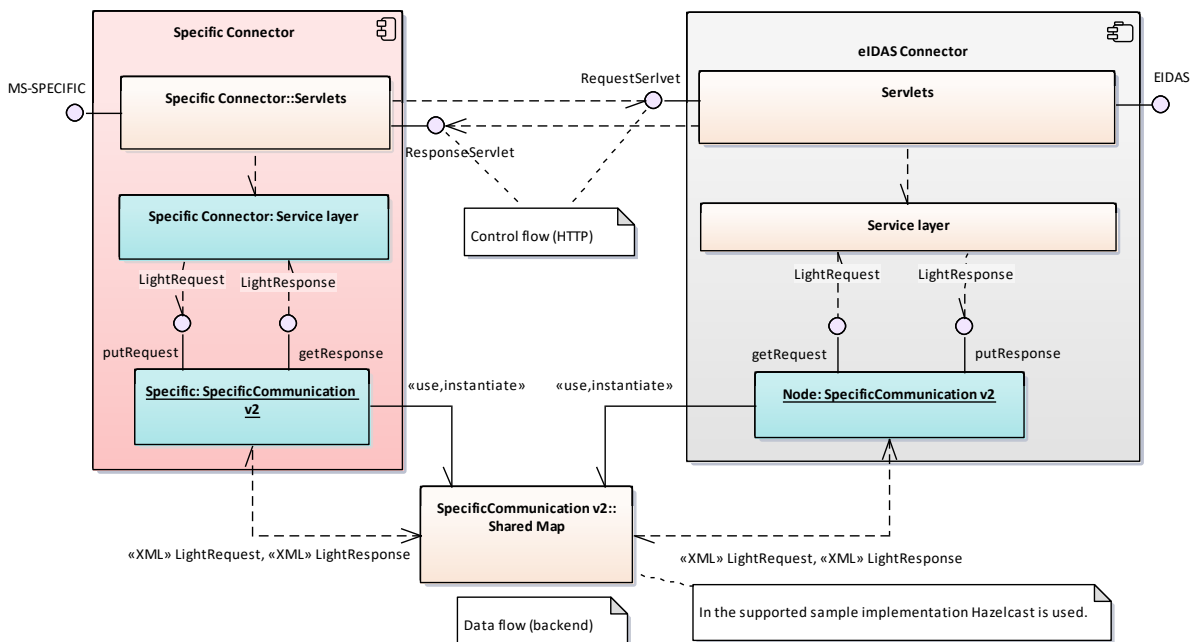 Specific Connector
eIDAS Connector
MS-SPECIFIC
Specific Connector::Servlets
RequestSerlvet
Servlets
EIDAS
ResponseServlet
Specific Connector: Service layer
Control flow (HTTP)
Service layer
LightRequest
LightResponse
LightRequest
LightResponse
putRequest
getResponse
getRequest
putResponse
Specific: SpecificCommunication
v2
«use,instantiate»
«use,instantiate»
Node: SpecificCommunication v2
SpecificCommunication v2::
Shared Map
«XML» LightRequest, «XML» LightResponse
«XML» LightRequest, «XML» LightResponse
Data flow (backend)
In the supported sample implementation Hazelcast is used.